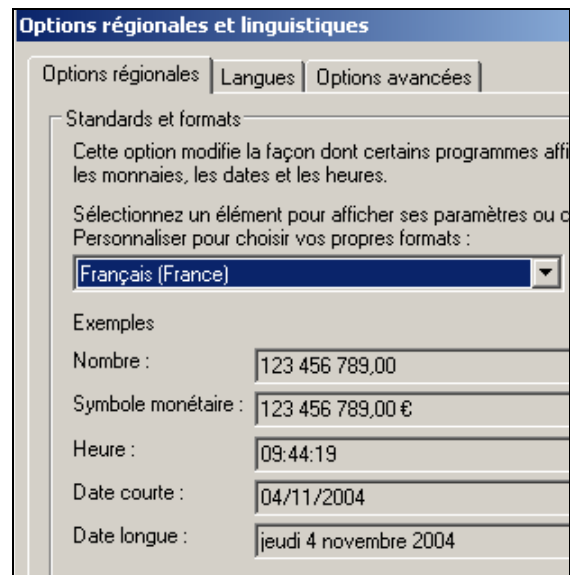 Options régionales et linguistiques
Options régionales Langues Options avancées
Standards et formats
Cette option modifie la façon dont certains programmes affi
les monnaies, les dates et les heures.
Sélectionnez un élément pour afficher ses paramètres ou c
Personnaliser pour choisir vos propres formats :
Français (France)
Exemples
Nombre : 123 456 789,00
Symbole monétaire : 123 456 789,00 €
Heure : 09:44:19
Date courte : 04/11/2004
Date longue : jeudi 4 novembre 2004